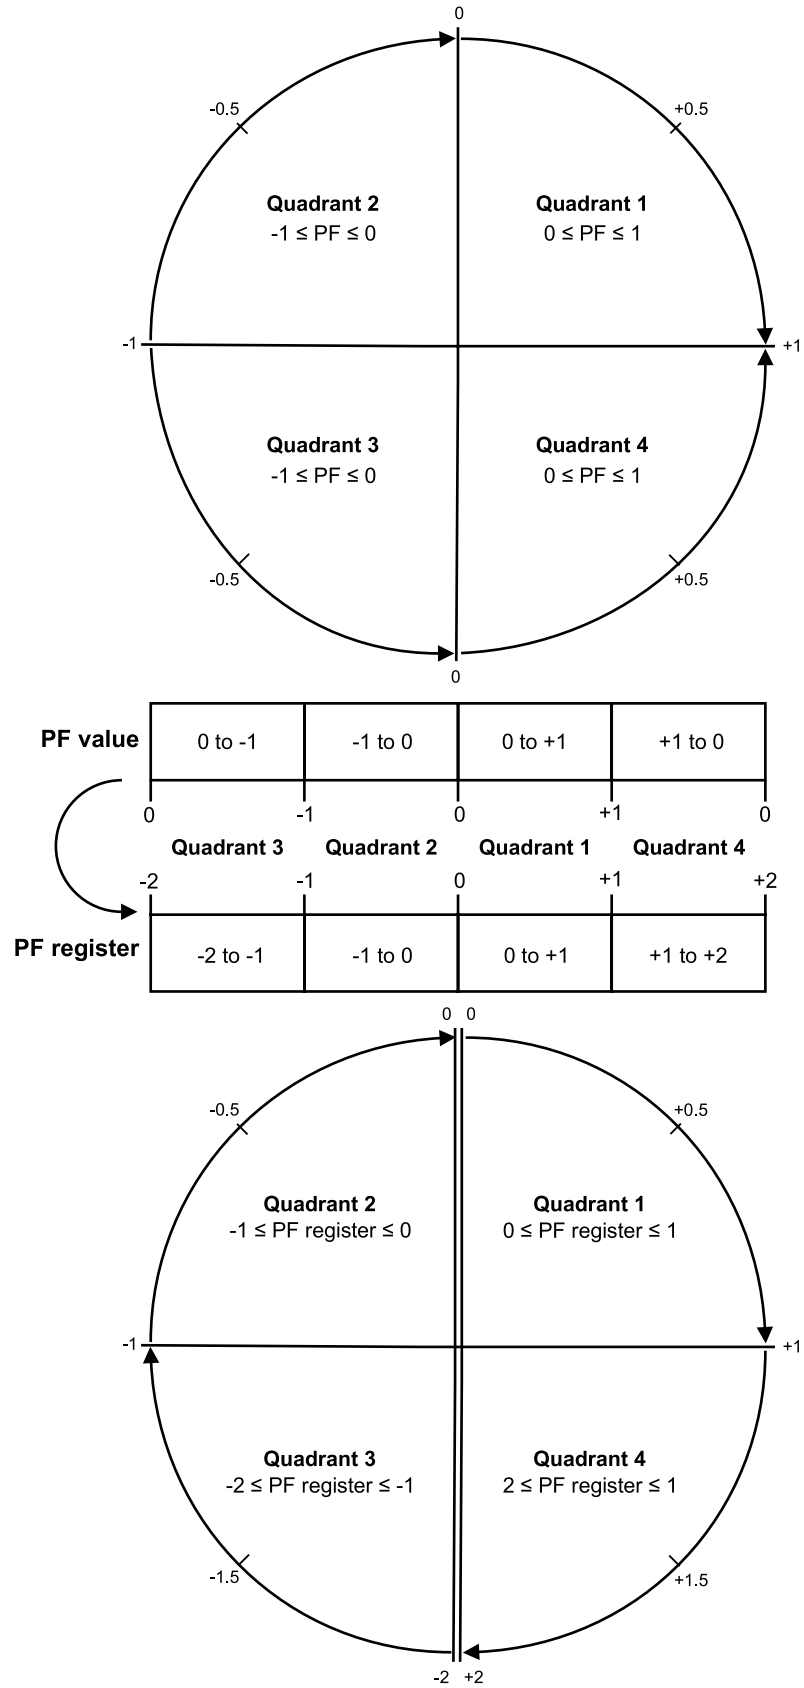 0
-0.5
+0.5
Quadrant 2
-1 ≤ PF ≤ 0
Quadrant 1
0 ≤ PF ≤ 1
-1
+1
Quadrant 3
-1 ≤ PF ≤ 0
Quadrant 4
0 ≤ PF ≤ 1
-0.5
+0.5
0
PF value
0 to -1
-1 to 0
0 to +1
+1 to 0
0
-1
0
+1
0
Quadrant 3
Quadrant 2
Quadrant 1
Quadrant 4
-2
-1
0
+1
+2
PF register
-2 to -1
-1 to 0
0 to +1
+1 to +2
0
0
-0.5
+0.5
Quadrant 2
-1 ≤ PF register ≤ 0
Quadrant 1
0 ≤ PF register ≤ 1
-1
+1
Quadrant 3
-2 ≤ PF register ≤ -1
Quadrant 4
2 ≤ PF register ≤ 1
-1.5
+1.5
-2
+2